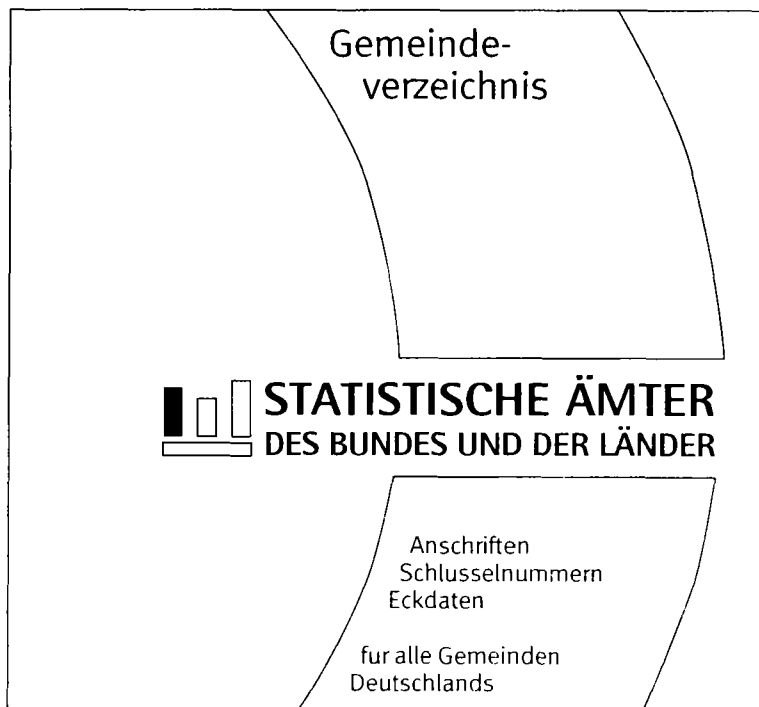 Gemeinde-
verzeichnis
STATISTISCHE ÄMTER
DES BUNDES UND DER LÄNDER
Anschriften
Schlusselnummern
Eckdaten
fur alle Gemeinden
Deutschlands